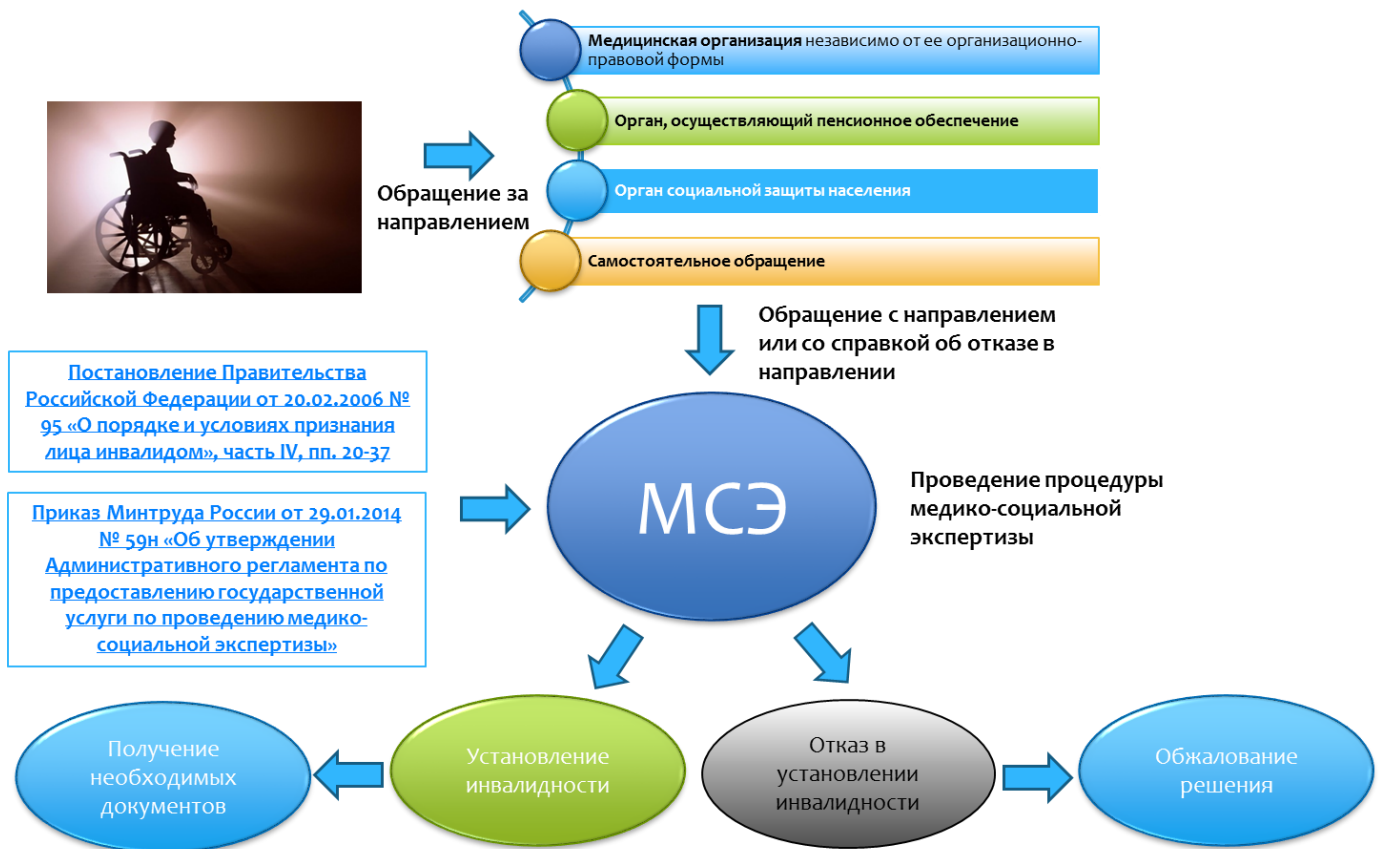 Медицинская организация независимо от ее организационно-
правовой формы
Орган, осуществляющий пенсионное обеспечение
Обращение за
направлением
Орган социальной защиты населения
Самостоятельное обращение
Обращение с направлением
или со справкой об отказе в
направлении
Постановление Правительства
Российской Федерации от 20.02.2006 №
95 «О порядке и условиях признания
лица инвалидом», часть IV, пп. 20-37
Приказ Минтруда России от 29.01.2014
№ 59н «Об утверждении
Административного регламента по
предоставлению государственной
услуги по проведению медико-
социальной экспертизы»
МСЭ
Проведение процедуры
медико-социальной
экспертизы
Получение
необходимых
документов
Установление
инвалидности
Отказ в
установлении
инвалидности
Обжалование
решения